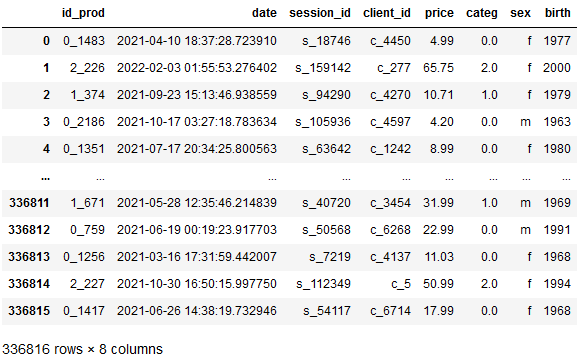 id_prod date session_id client_id price categ sex birth
0 0_1483 2021-04-10 18:37:28.723910 s_18746 c_4450 4.99 0.0 f 1977
1 2_226 2022-02-03 01:55:53.276402 s_159142 c_277 65.75 2.0 f 2000
2 1_374 2021-09-23 15:13:46.938559 s_94290 c_4270 10.71 1.0 f 1979
3 0_2186 2021-10-17 03:27:18.783634 s_105936 c_4597 4.20 0.0 m 1963
4 0_1351 2021-07-17 20:34:25.800563 s_63642 c_1242 8.99 0.0 f 1980
... ... ... ... ... ... ... ... ...
336811 1_671 2021-05-28 12:35:46.214839 s_40720 c_3454 31.99 1.0 m 1969
336812 0_759 2021-06-19 00:19:23.917703 s_50568 c_6268 22.99 0.0 m 1991
336813 0_1256 2021-03-16 17:31:59.442007 s_7219 c_4137 11.03 0.0 f 1968
336814 2_227 2021-10-30 16:50:15.997750 s_112349 c_5 50.99 2.0 f 1994
336815 0_1417 2021-06-26 14:38:19.732946 s_54117 c_6714 17.99 0.0 f 1968
336816 rows × 8 columns